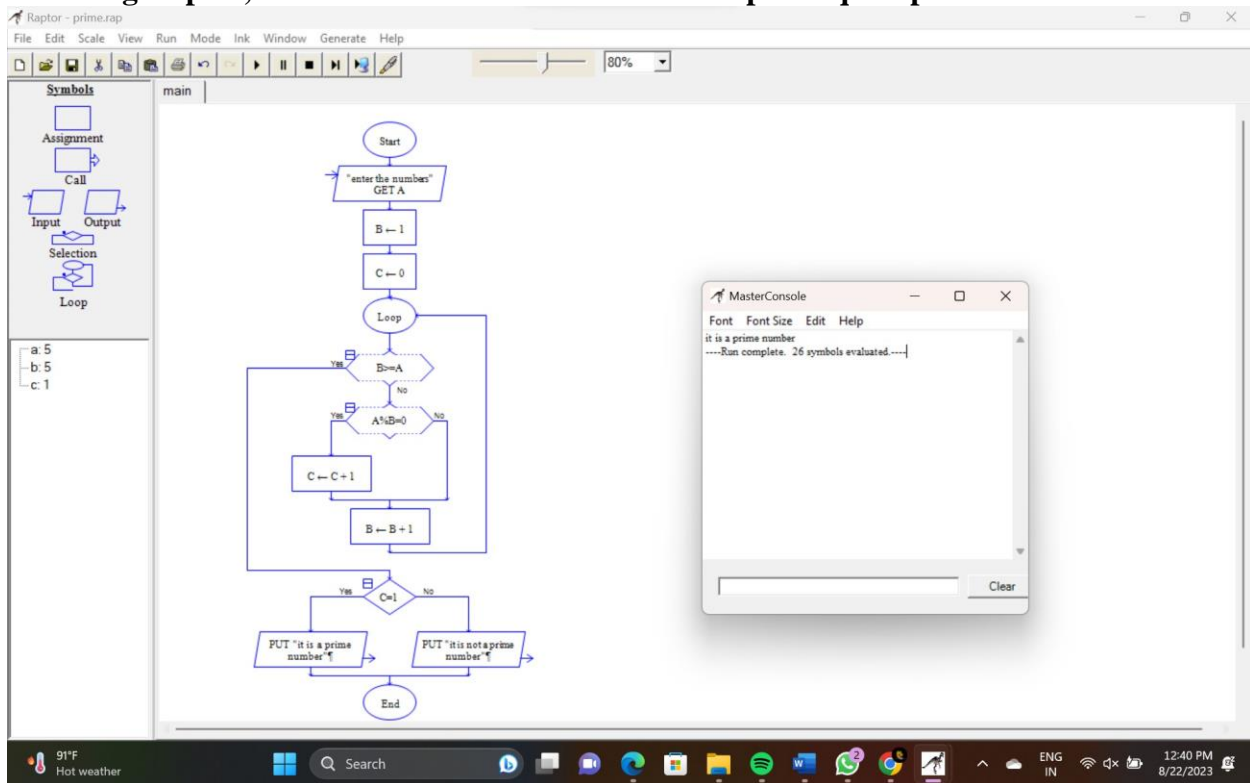 Raptor - prime.rap
File Edit Scale View Run Mode Ink Window Generate Help
80%
Symbols
main
Assignment
Call
Input Output
Selection
Loop
a: 5
b: 5
c: 1
Start
"enter the numbers"
GET A
B ← 1
C ← 0
Loop
Yes
B>=A
No
Yes
A%B=0
No
C ← C + 1
B ← B + 1
Yes
C=1
No
PUT "it is a prime
number"¶
PUT "it is not a prime
number"¶
End
MasterConsole
Font Font Size Edit Help
it is a prime number
----Run complete. 26 symbols evaluated.----
Clear
91°F
Hot weather
Search
2
ENG
IN
12:40 PM
8/22/2023